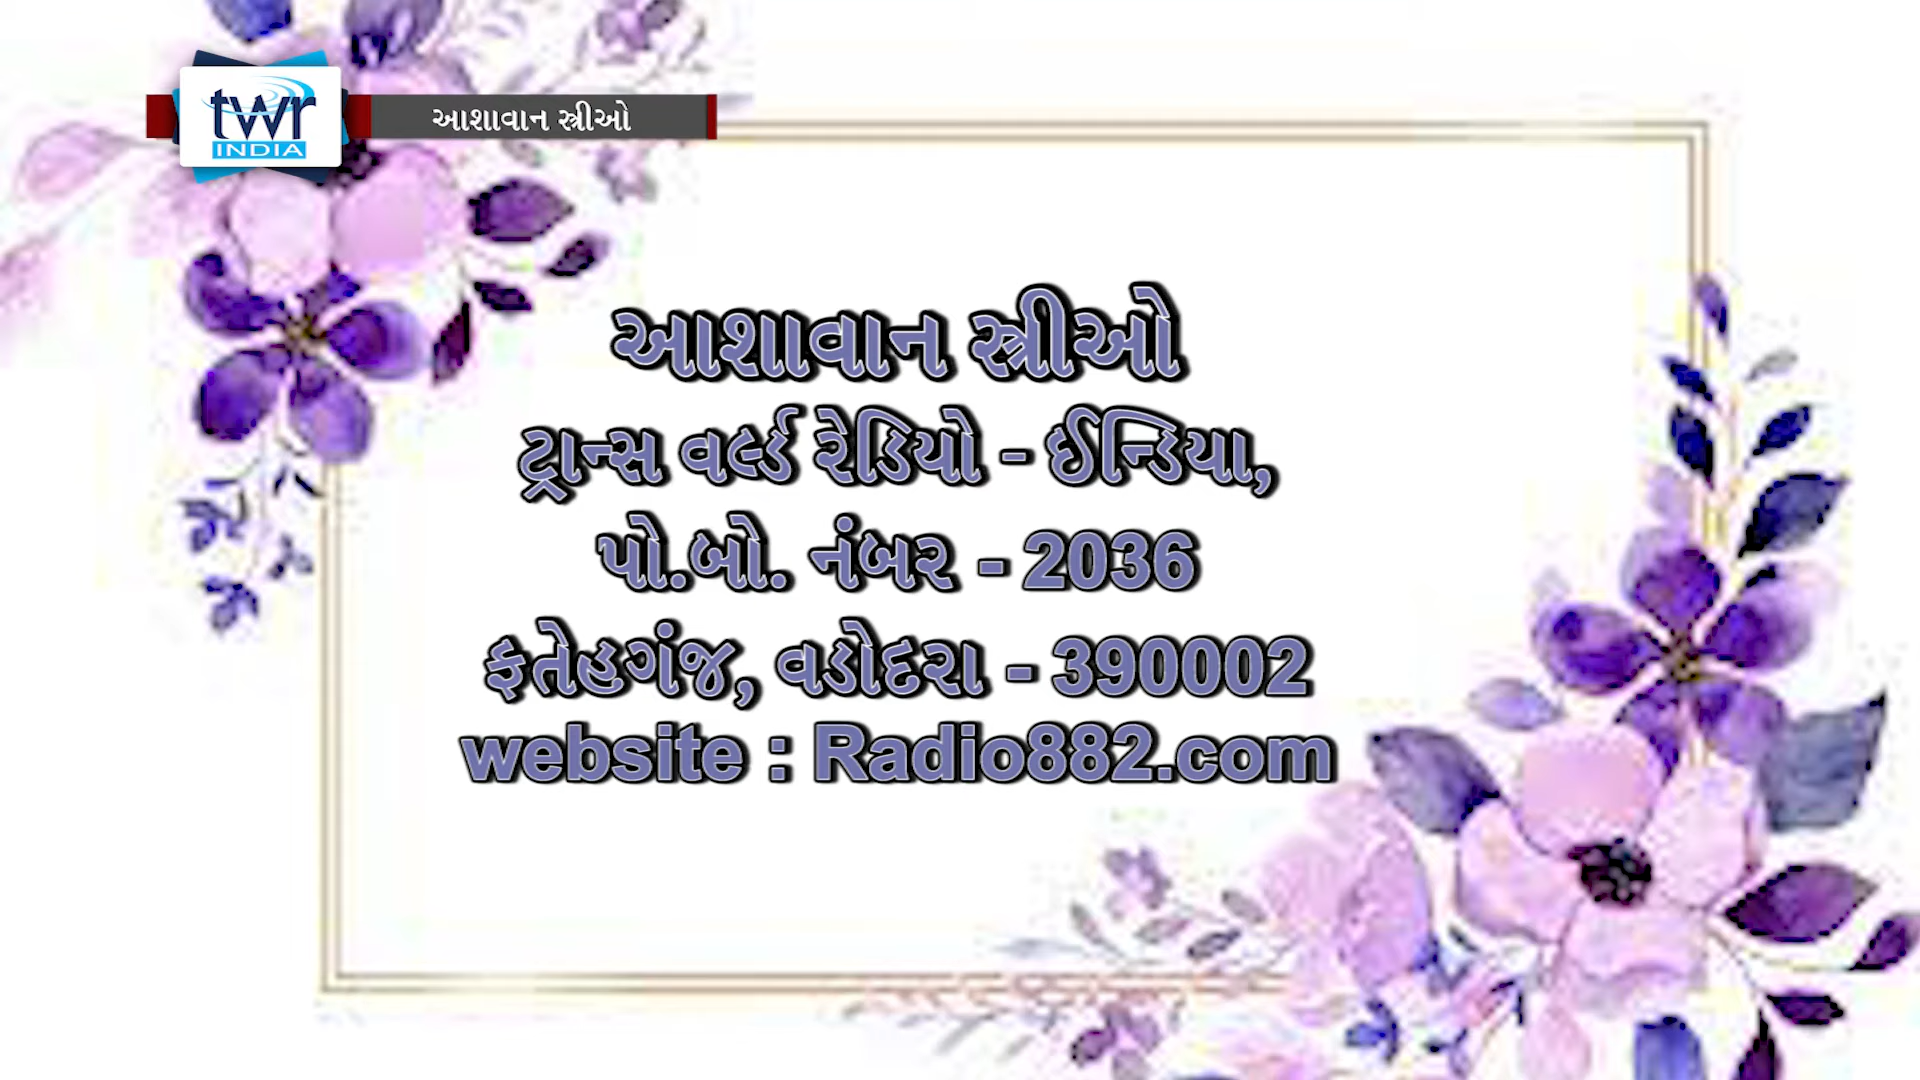 twr
INDIA
આશાવાન સ્ત્રીઓ
આશાવાન સ્ત્રીઓ
ટ્રાન્સ વર્લ્ડ રેડિયો - ઈન્ડિયા,
પો.બો. નંબર - 2036
ફતેહગંજ, વડોદરા - 390002
website : Radio882.com